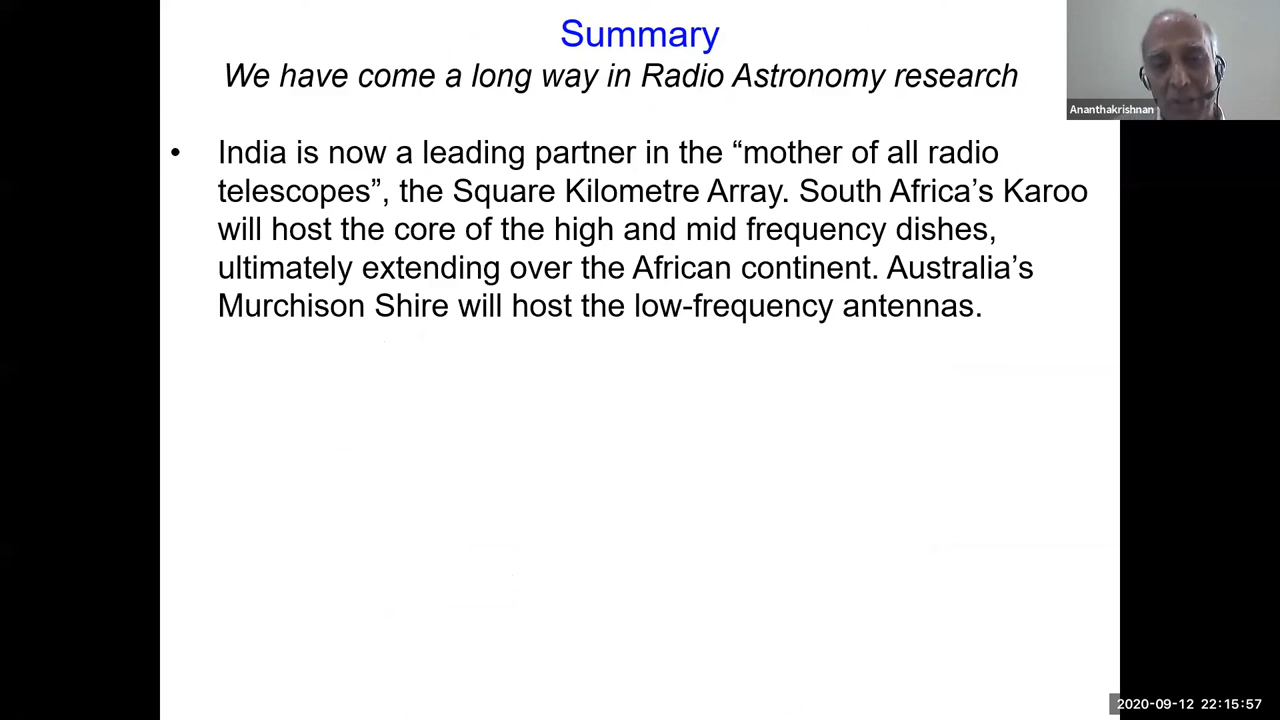 Summary
We have come a long way in Radio Astronomy research
Ananthakrishnan
• India is now a leading partner in the “mother of all radio
telescopes”, the Square Kilometre Array. South Africa’s Karoo
will host the core of the high and mid frequency dishes,
ultimately extending over the African continent. Australia’s
Murchison Shire will host the low-frequency antennas.
2020-09-12 22:15:57